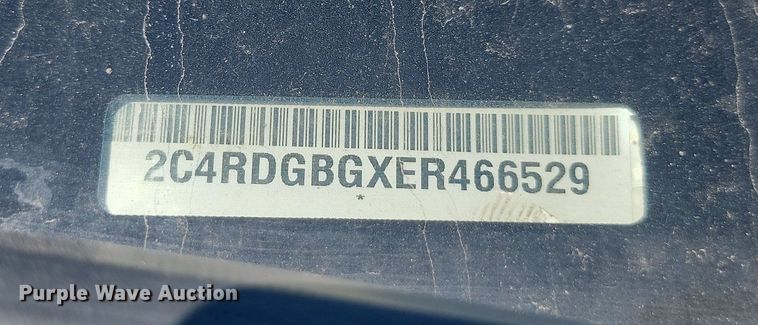 2C4RDGBGXER466529
*
Purple Wave Auction